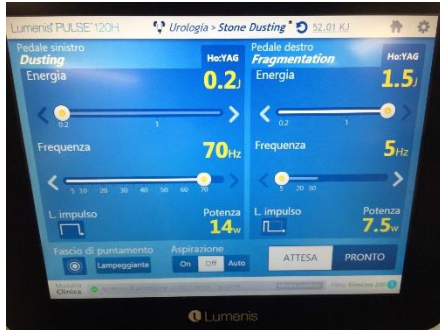 Lumenis PULSE 120H
Urologia > Stone Dusting * 52.01 KJ
Pedale sinistro
Dusting
Ho:YAG
Energia
0.2J
0.2 1
Frequenza
70Hz
5 10 20 30 40 50 60 70
L. impulso
Potenza
14W
Pedale destro
Fragmentation
Ho:YAG
Energia
1.5J
0.2 1
Frequenza
5Hz
5 20 30
L. impulso
Potenza
7.5W
Fascio di puntamento
Lampeggiante
Aspirazione
On Off Auto
ATTESA PRONTO
Clinica
Lumenis